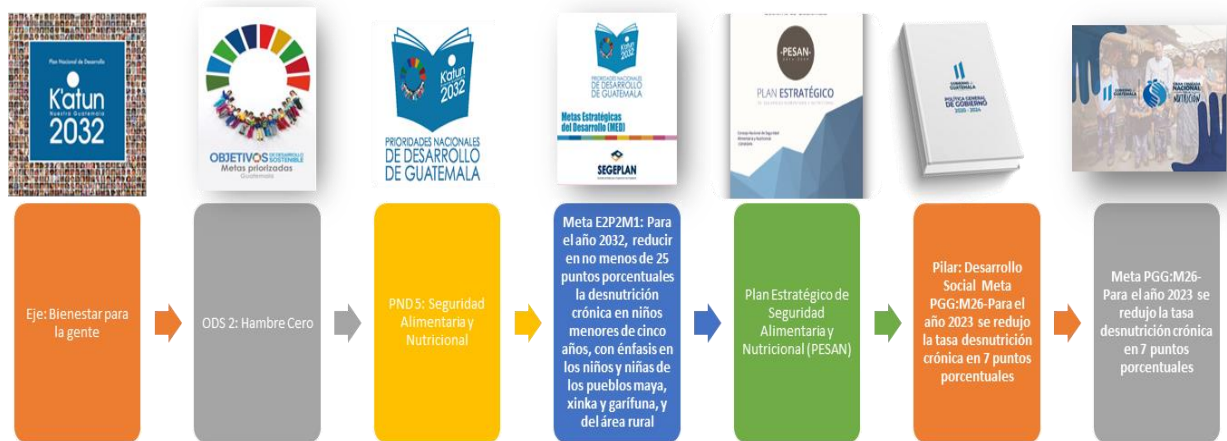 Plan Nacional de Desarrollo
K'atun
Nuestra Guatemala
2032
OBJETIVOS DE DESARROLLO
SOSTENIBLE
Metas priorizadas
Guatemala
K'atun
2032
PRIORIDADES NACIONALES
DE DESARROLLO
DE GUATEMALA
K'atun
2032
PRIORIDADES NACIONALES
DE DESARROLLO
DE GUATEMALA
Metas Estratégicas
del Desarrollo (MED)
SEGEPLAN
-PESAN-
PLAN ESTRATÉGICO
GOBIERNO de
GUATEMALA
POLÍTICA GENERAL
DE GOBIERNO
2020 - 2024
GOBIERNO de
GUATEMALA
GRAN CRUZADA
NACIONAL
NUTRICIÓN
Eje: Bienestar para
la gente
ODS 2: Hambre Cero
PND 5: Seguridad
Alimentaria y
Nutricional
Meta E2P2M1: Para
el año 2032, reducir
en no menos de 25
puntos porcentuales
la desnutrición
crónica en niños
menores de cinco
años, con énfasis en
los niños y niñas de
los pueblos maya,
xinka y garífuna, y
del área rural
Plan Estratégico de
Seguridad
Alimentaria y
Nutricional (PESAN)
Pilar: Desarrollo
Social Meta
PGG:M26-Para el
año 2023 se redujo
la tasa desnutrición
crónica en 7 puntos
porcentuales
Meta PGG:M26-
Para el año 2023 se
redujo la tasa
desnutrición crónica
en 7 puntos
porcentuales